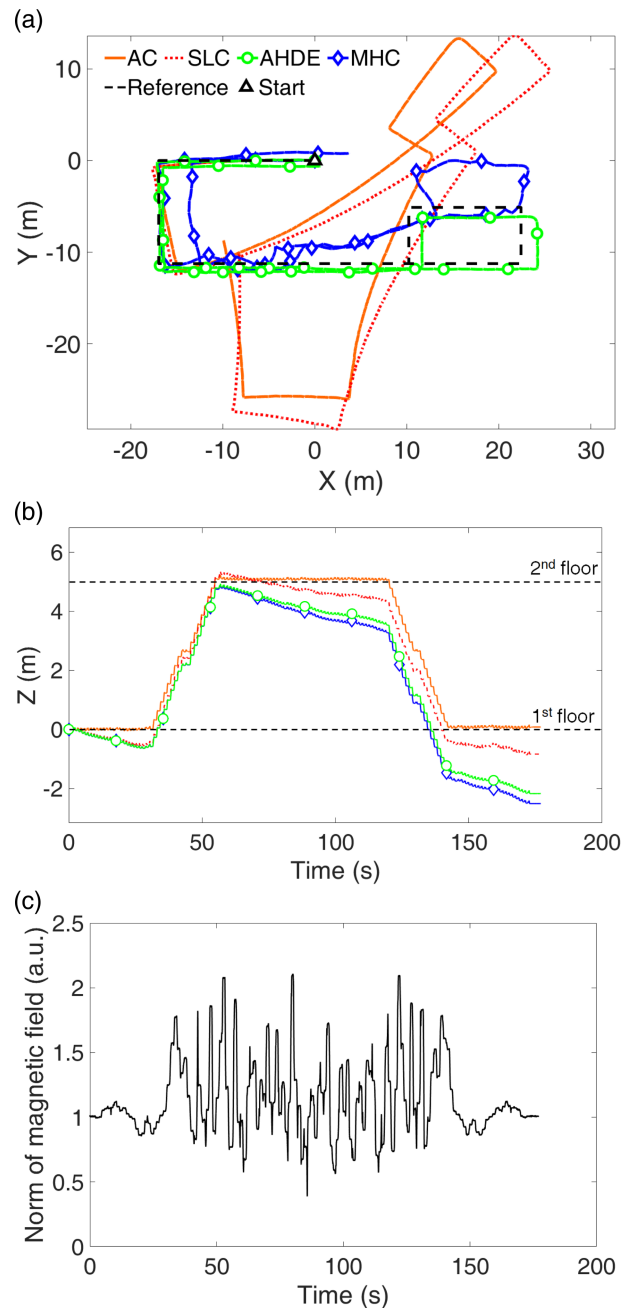 (a)
AC SLC AHDE MHC
Reference Start
10
0
-10
-20
Y (m)
-20 -10 0 10 20 30
X (m)
(b)
6
4
2
0
-2
Z (m)
2nd floor
1st floor
0 50 100 150 200
Time (s)
(c)
2.5
2
1.5
1
0.5
0
Norm of magnetic field (a.u.)
0 50 100 150 200
Time (s)